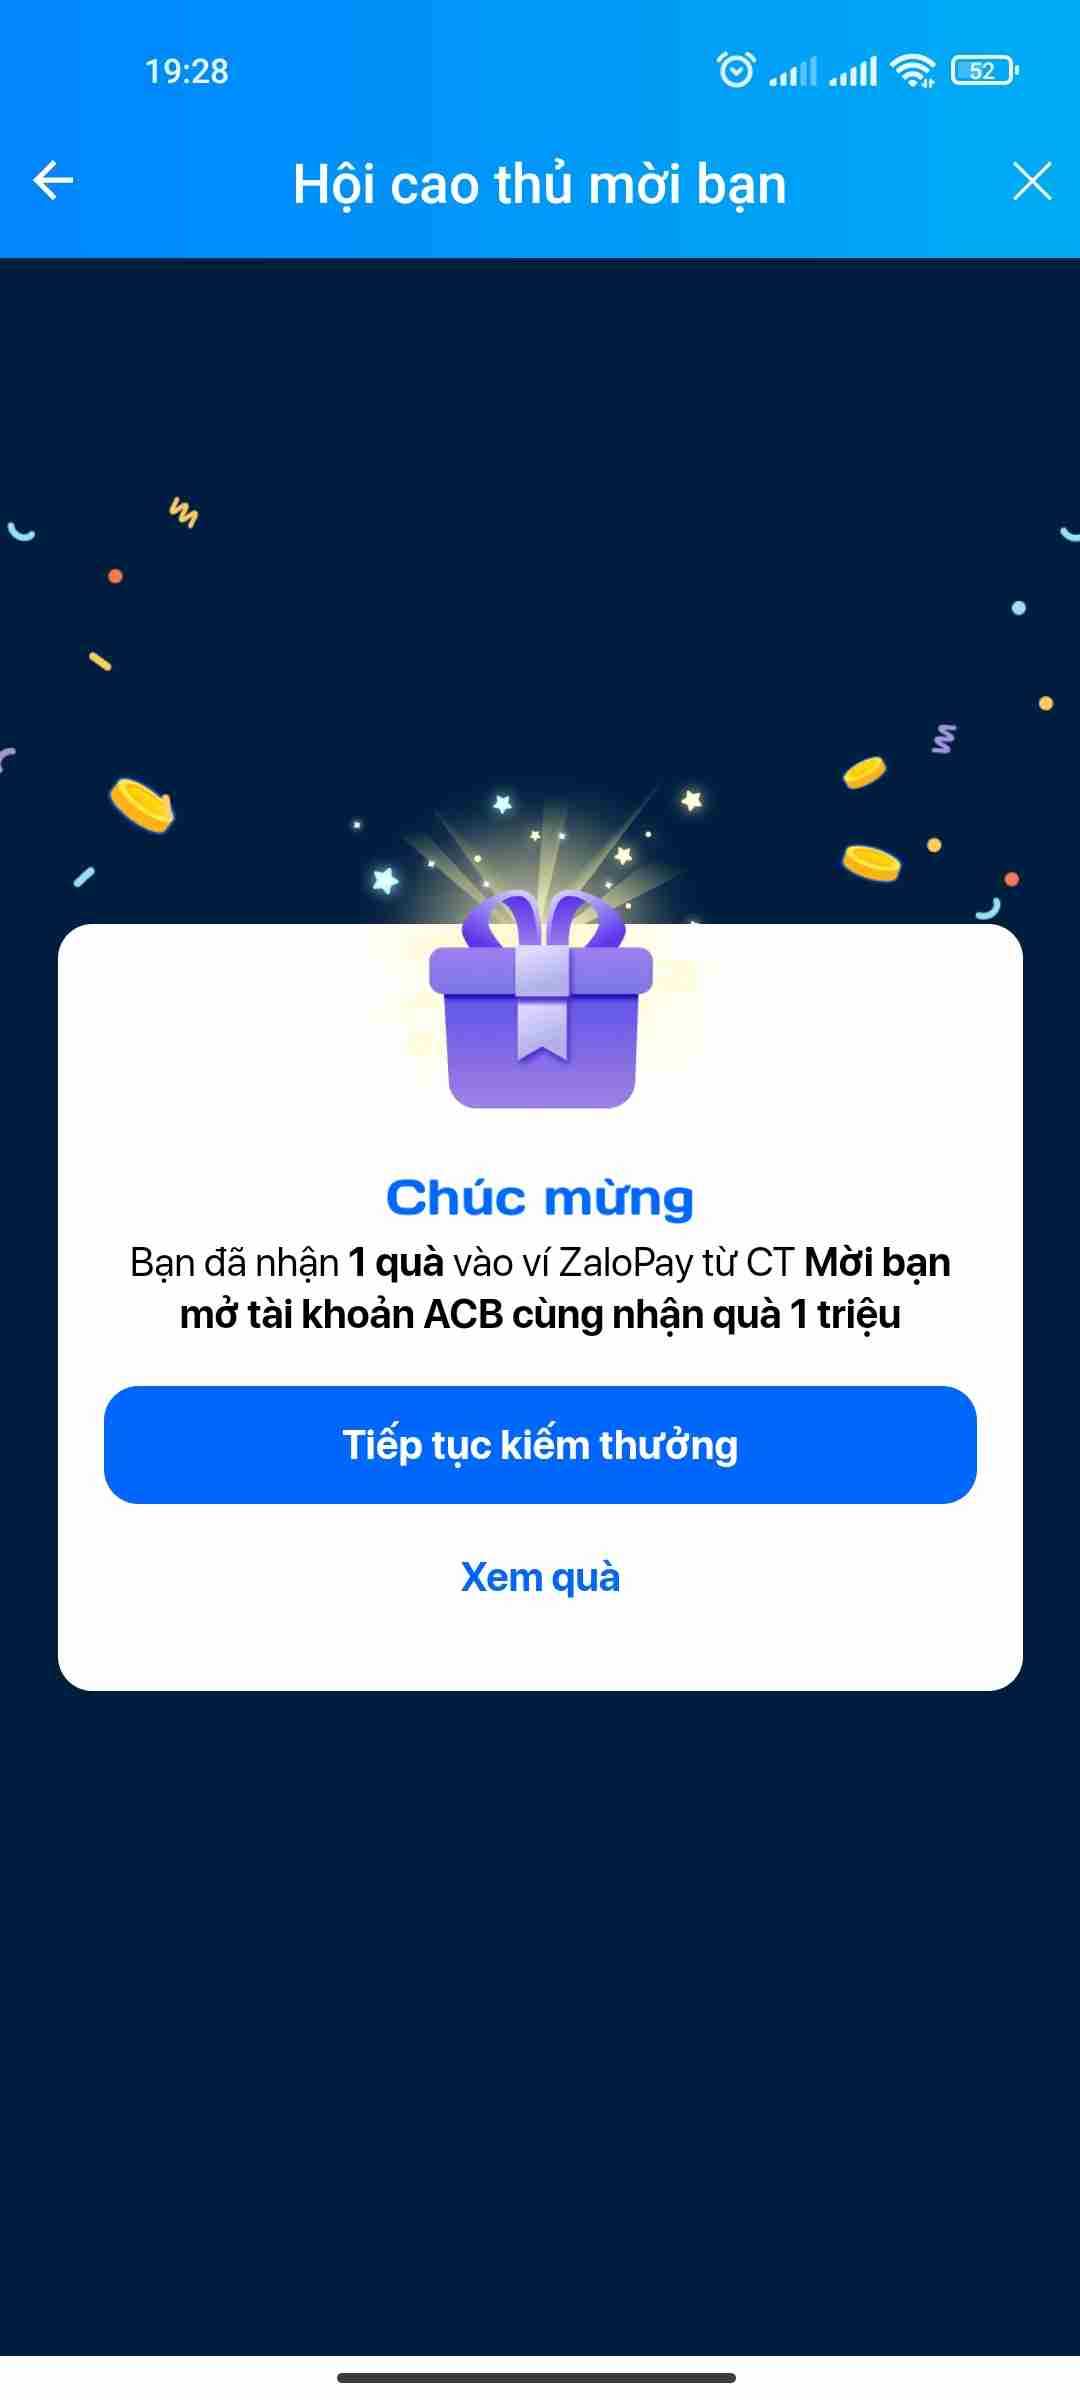 19:28
52
Hội cao thủ mời bạn
Chúc mừng
Bạn đã nhận 1 quà vào ví ZaloPay từ CT Mời bạn
mở tài khoản ACB cùng nhận quà 1 triệu
Tiếp tục kiếm thưởng
Xem quà